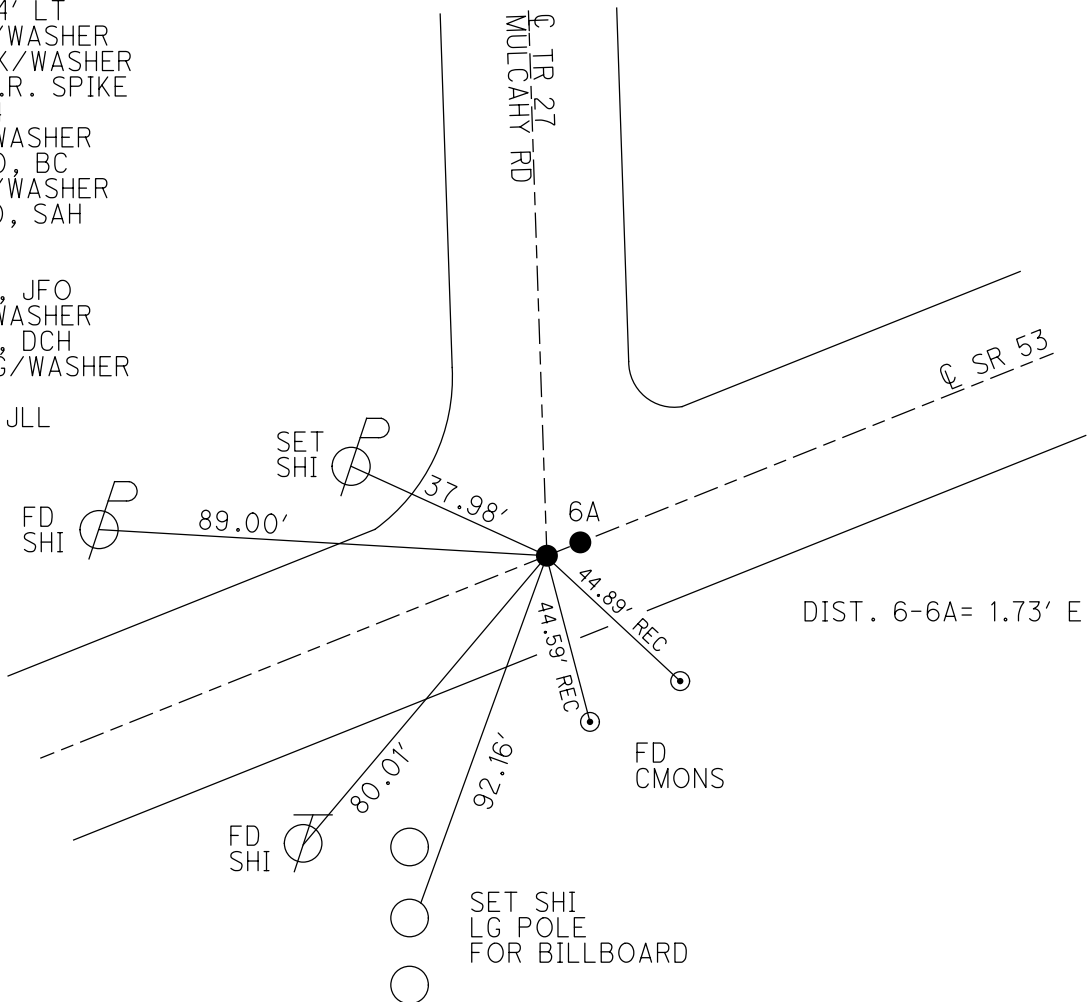 4' LT
/WASHER
K/WASHER
.R. SPIKE
WASHER
D, BC
/WASHER
D, SAH
, JFO
WASHER
, DCH
G/WASHER
JLL
℄ TR 27
MULCAHY RD
℄ SR 53
SET
SHI
37.98'
6A
FD
SHI
89.00'
44.89' REC
44.59' REC
DIST. 6-6A= 1.73' E
FD
CMONS
80.01'
92.16'
FD
SHI
SET SHI
LG POLE
FOR BILLBOARD